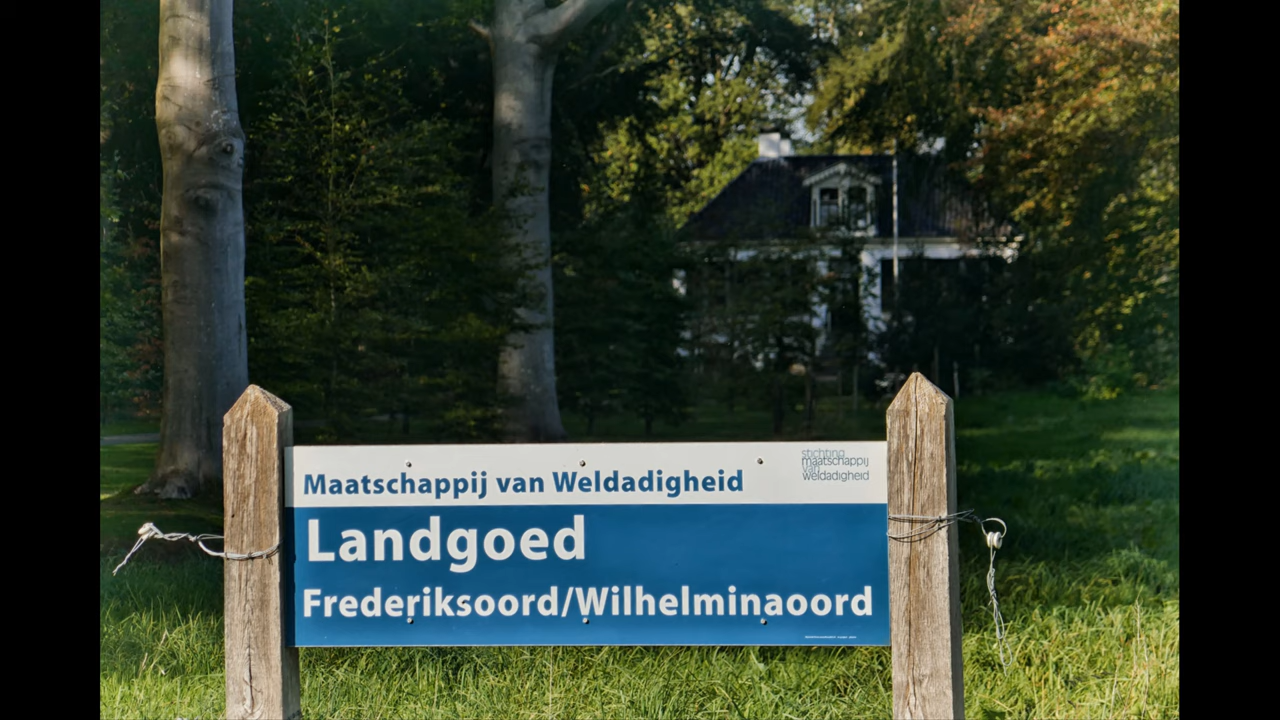 Maatschappij van Weldadigheid
stichting
maatschappij
van
weldadigheid
Landgoed
Frederiksoord/Wilhelminaoord